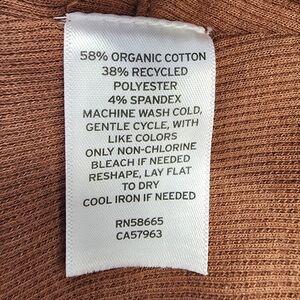 58% ORGANIC COTTON
38% RECYCLED
POLYESTER
4% SPANDEX
MACHINE WASH COLD,
GENTLE CYCLE, WITH
LIKE COLORS
ONLY NON-CHLORINE
BLEACH IF NEEDED
RESHAPE, LAY FLAT
TO DRY
COOL IRON IF NEEDED
RN58665
CA57963